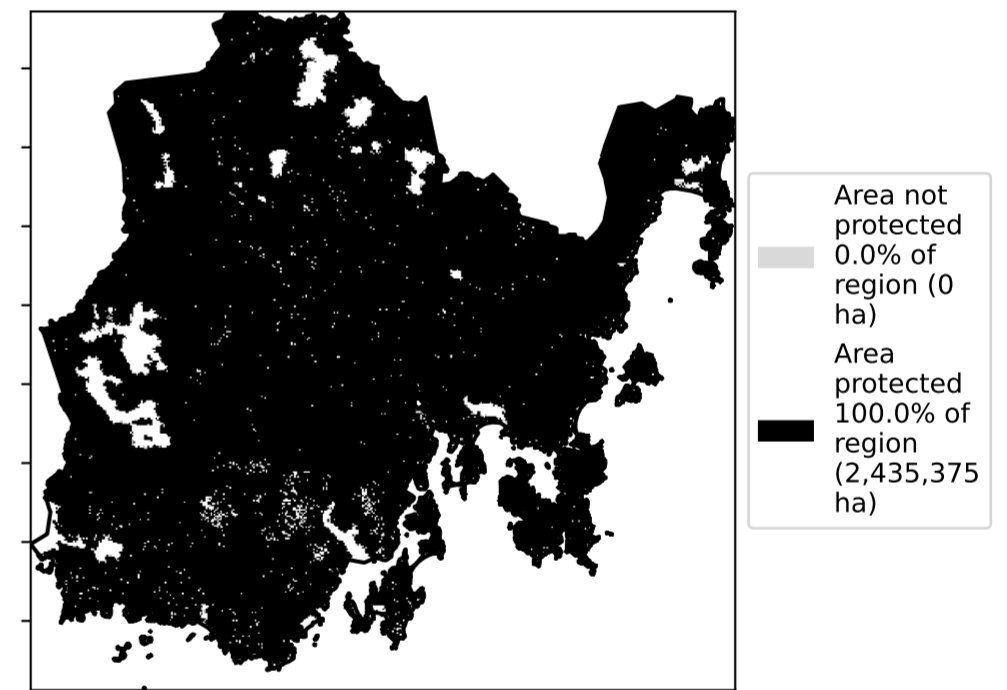 Area not
protected
0.0% of
region (0
ha)
Area
protected
100.0% of
region
(2,435,375
ha)